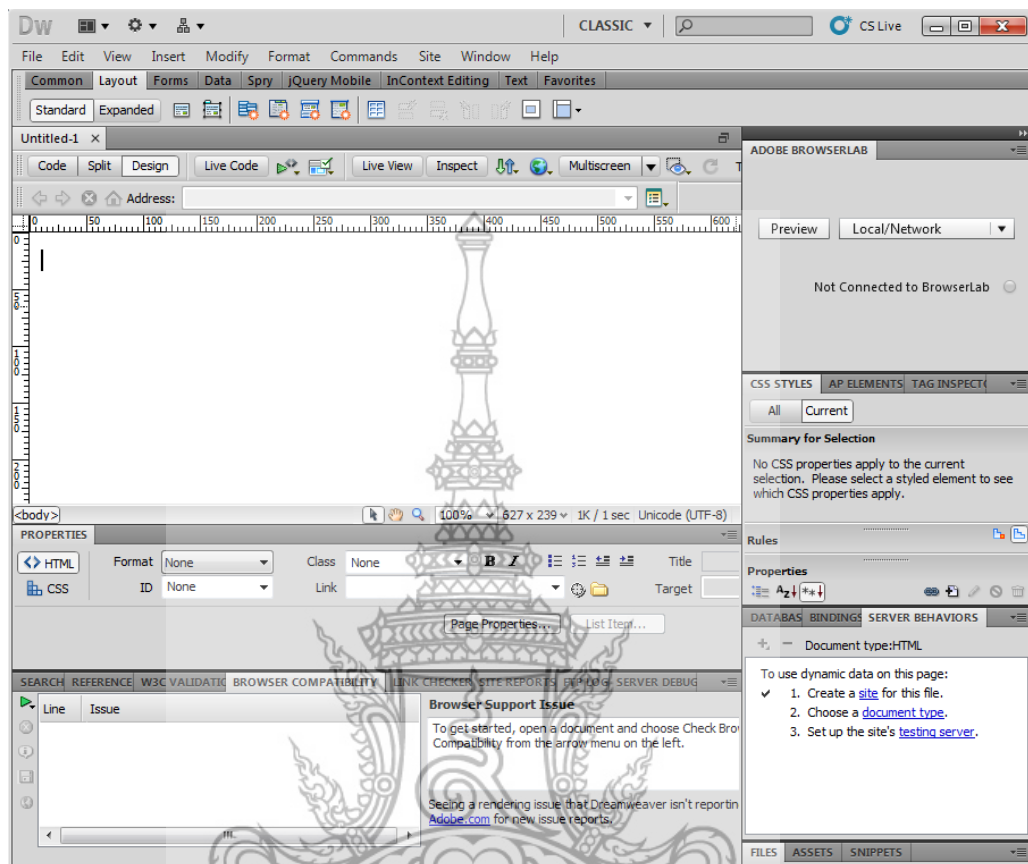 Dw CLASSIC CS Live
File Edit View Insert Modify Format Commands Site Window Help
Common Layout Forms Data Spry jQuery Mobile InContext Editing Text Favorites
Standard Expanded
Untitled-1 ×
Code Split Design Live Code Live View Inspect Multiscreen T
Address:
0 50 100 150 200 250 300 350 400 450 500 550 600
0
50
100
150
200
<body> 100% 627 x 239 1K / 1 sec Unicode (UTF-8)
PROPERTIES
<> HTML Format None Class None B I Title
CSS ID None Link Target
Page Properties... List Item...
SEARCH REFERENCE W3C VALIDATIC BROWSER COMPATIBILITY LINK CHECKER SITE REPORTS FTP LOG SERVER DEBUG
Line Issue
Browser Support Issue
To get started, open a document and choose Check Bro
Compatibility from the arrow menu on the left.
Seeing a rendering issue that Dreamweaver isn't reportin
Adobe.com for new issue reports.
ADOBE BROWSERLAB
Preview Local/Network
Not Connected to BrowserLab
CSS STYLES AP ELEMENTS TAG INSPECT
All Current
Summary for Selection
No CSS properties apply to the current
selection. Please select a styled element to see
which CSS properties apply.
Rules
Properties
AZ **
DATABAS BINDINGS SERVER BEHAVIORS
Document type:HTML
To use dynamic data on this page:
1. Create a site for this file.
2. Choose a document type.
3. Set up the site's testing server.
FILES ASSETS SNIPPETS